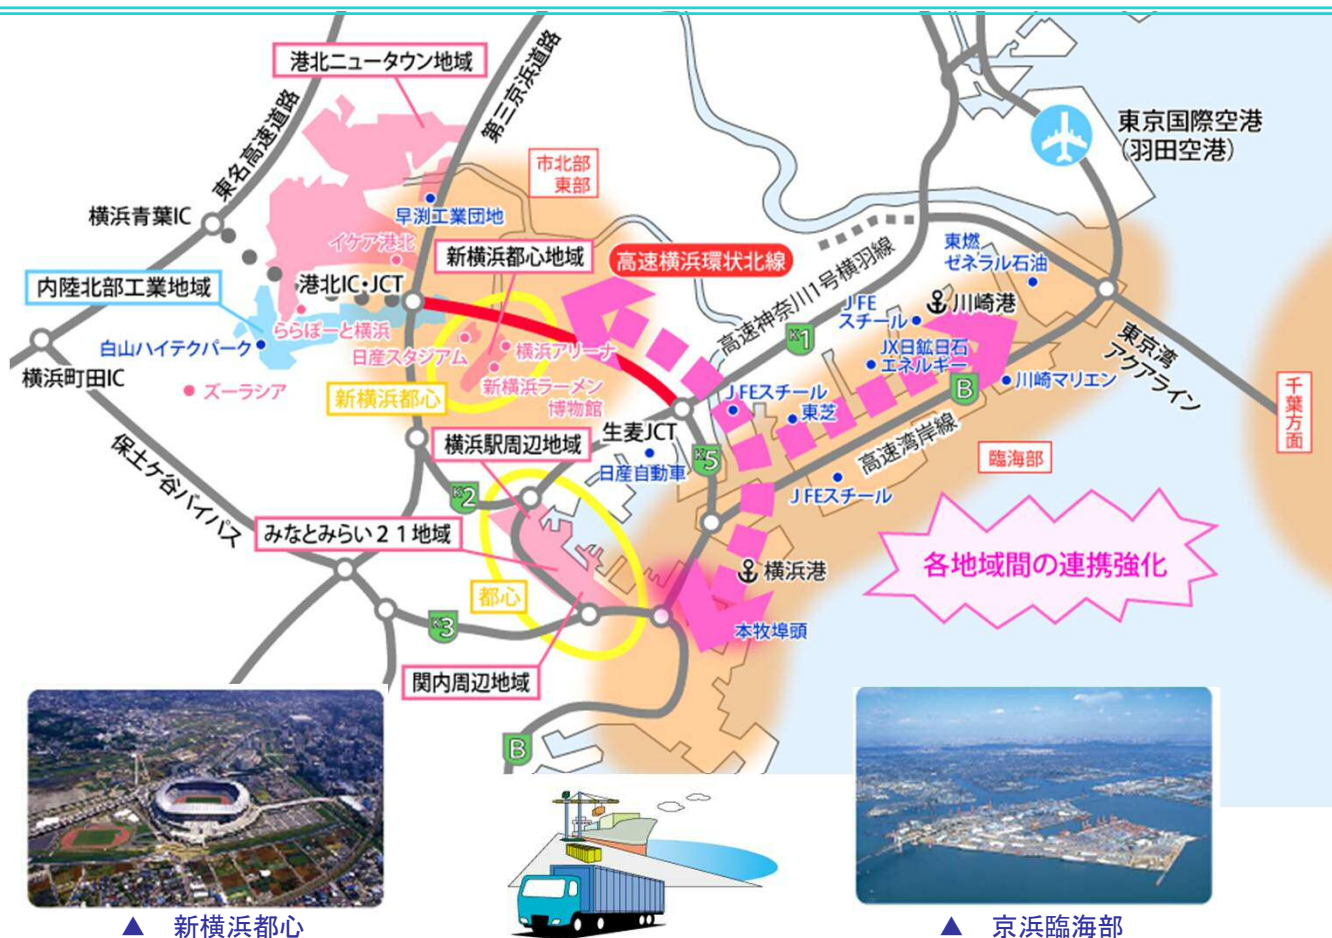 港北ニュータウン地域
第三京浜道路
東名高速道路
東京国際空港
（羽田空港）
市北部
東部
横浜青葉IC
早渕工業団地
イケア港北
新横浜都心地域
高速横浜環状北線
高速神奈川1号横羽線
東燃
ゼネラル石油
内陸北部工業地域
港北IC・JCT
ＪFE
スチール
川崎港
ららぽーと横浜
日産スタジアム
横浜アリーナ
K1
JX日鉱日石
エネルギー
東京湾
アクアライン
白山ハイテクパーク
横浜町田IC
ズーラシア
新横浜都心
新横浜ラーメン
博物館
ＪFEスチール
東芝
B
川崎マリエン
千葉方面
保土ケ谷バイパス
横浜駅周辺地域
生麦JCT
日産自動車
K5
高速湾岸線
臨海部
K2
ＪFEスチール
みなとみらい２１地域
各地域間の連携強化
横浜港
都心
K3
本牧埠頭
関内周辺地域
B
▲　新横浜都心
▲　京浜臨海部